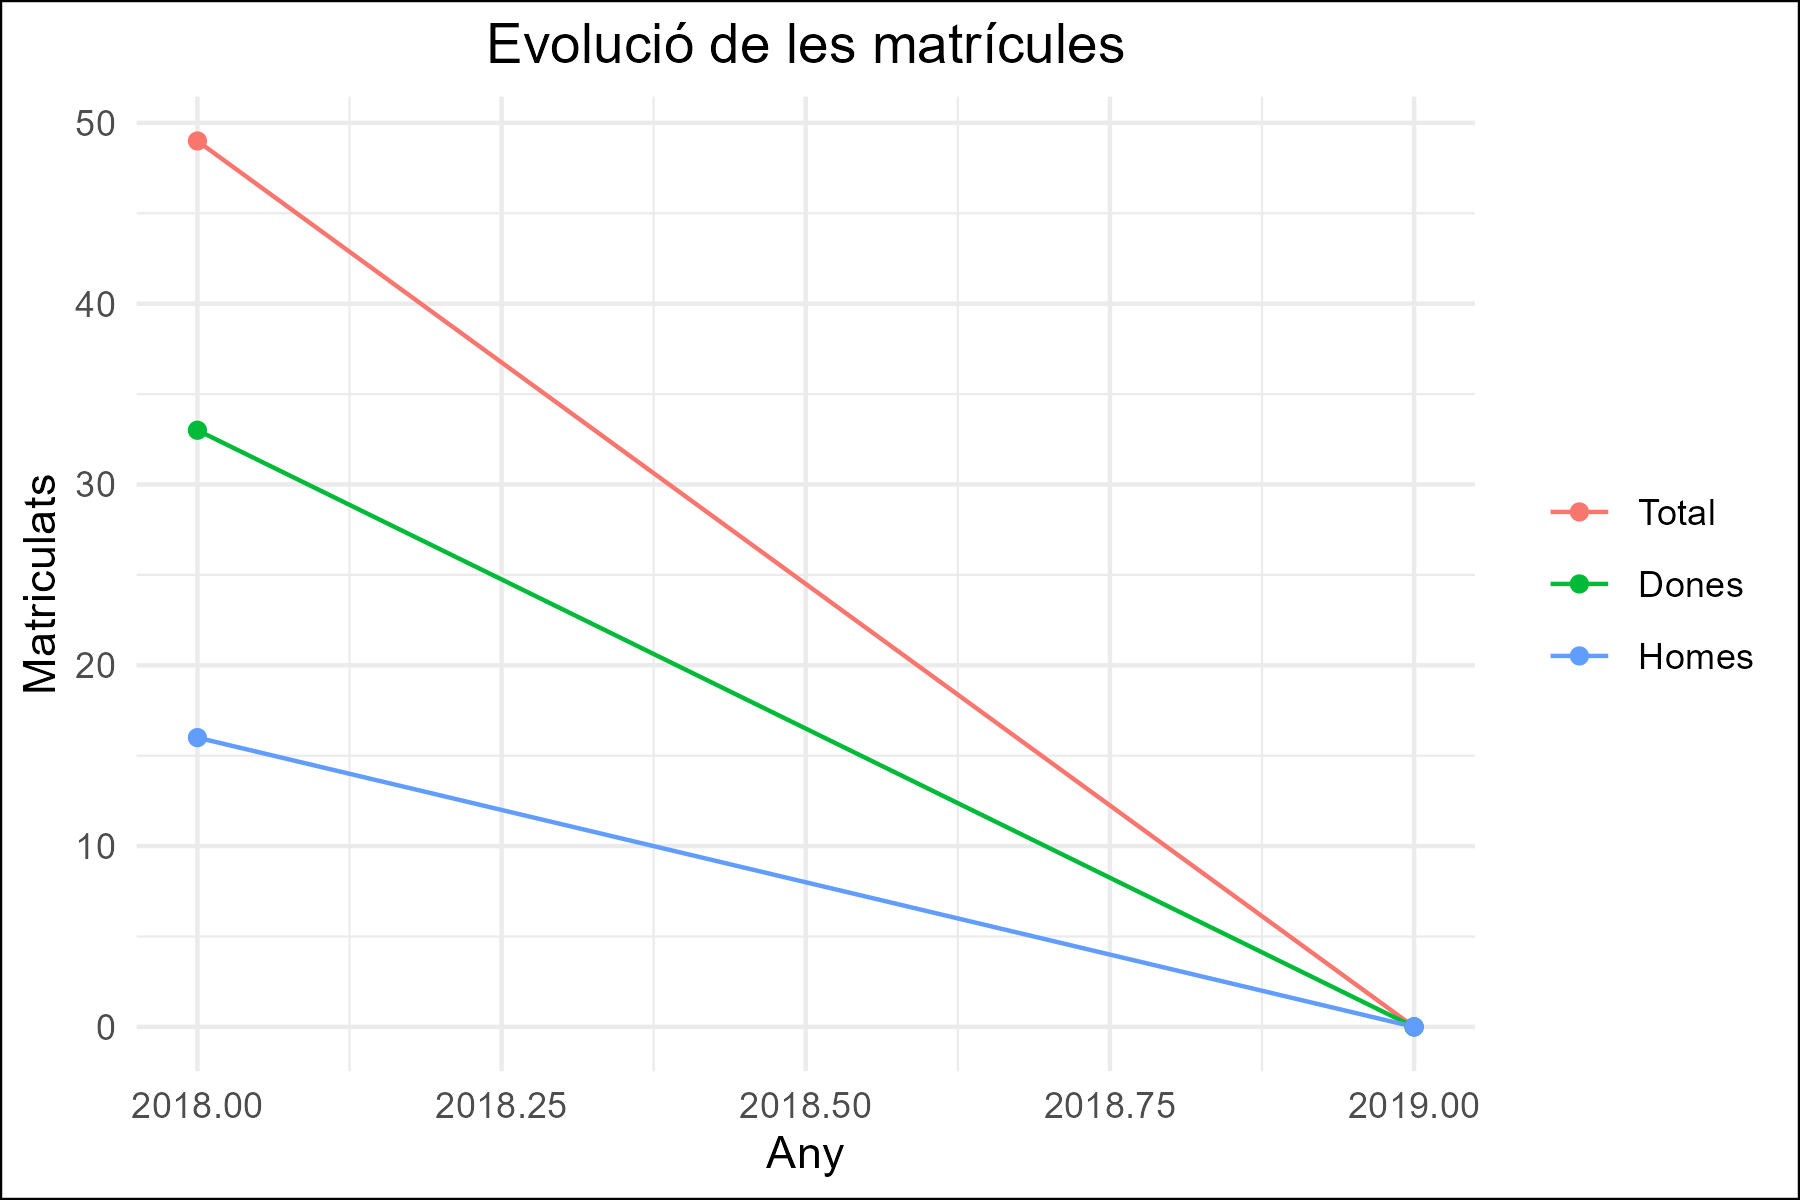 Evolució de les matrícules
50
40
30
20
10
0
Matriculats
2018.00 2018.25 2018.50 2018.75 2019.00
Any
Total
Dones
Homes